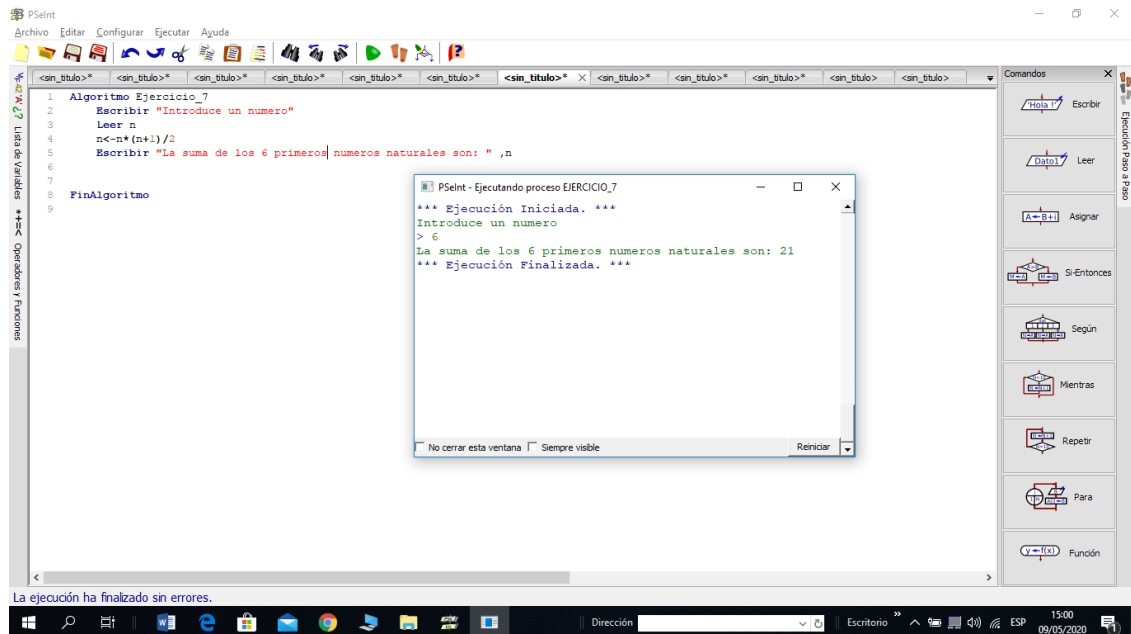 PSeInt
Archivo Editar Configurar Ejecutar Ayuda
<sin_titulo>* <sin_titulo>* <sin_titulo>* <sin_titulo>* <sin_titulo>* <sin_titulo>* <sin_titulo>* <sin_titulo>* <sin_titulo>* <sin_titulo>* <sin_titulo> <sin_titulo>
1 Algoritmo Ejercicio_7
2 Escribir "Introduce un numero"
3 Leer n
4 n<-n*(n+1)/2
5 Escribir "La suma de los 6 primeros numeros naturales son: " ,n
6
7
8 FinAlgoritmo
9
Lista de Variables
Operadores y Funciones
PSeInt - Ejecutando proceso EJERCICIO_7
*** Ejecución Iniciada. ***
Introduce un numero
> 6
La suma de los 6 primeros numeros naturales son: 21
*** Ejecución Finalizada. ***
No cerrar esta ventana Siempre visible Reiniciar
Comandos
'Hola !' Escribir
Dato1 Leer
A←B+i Asignar
Si-Entonces
Según
Mientras
Repetir
Para
y←f(x) Función
Ejecución Paso a Paso
La ejecución ha finalizado sin errores.
Dirección
Escritorio
ESP
15:00
09/05/2020